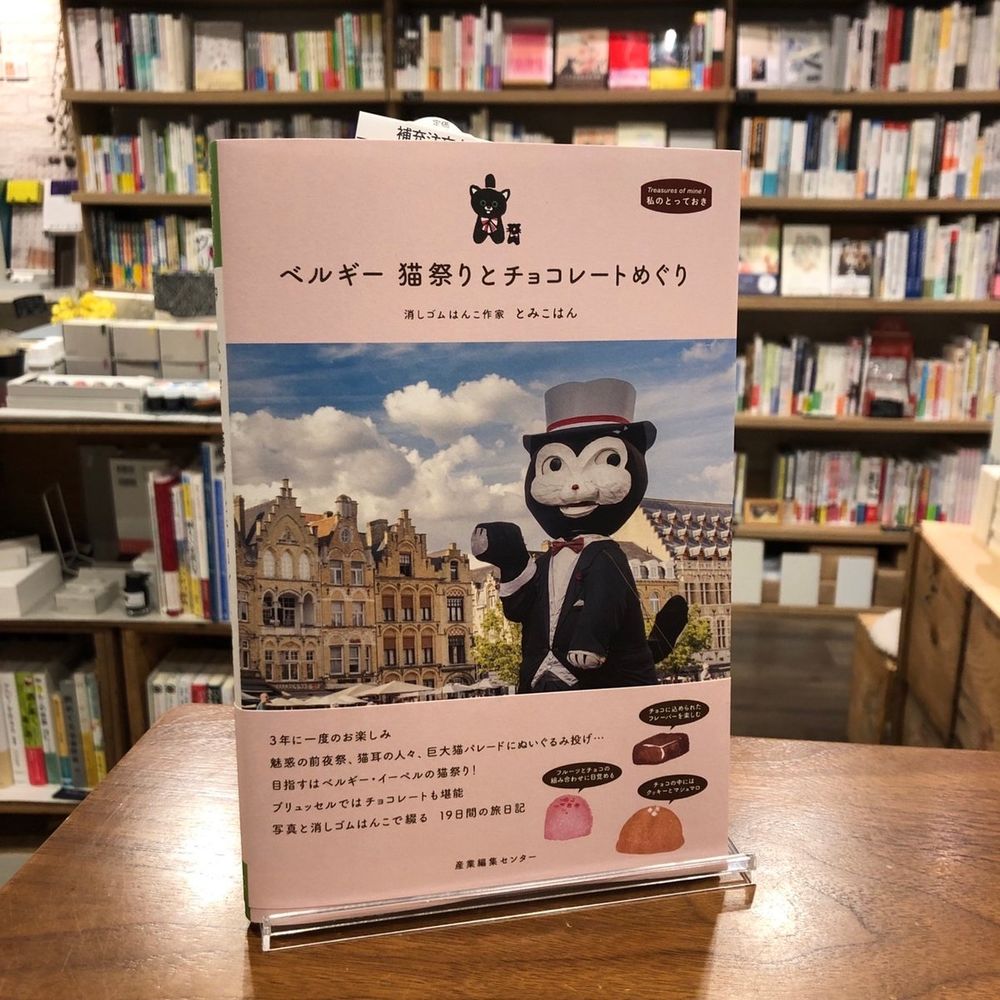 定価
補充注文
Treasures of mine!
私のとっておき
ベルギー 猫祭りとチョコレートめぐり
消しゴムはんこ作家 とみこはん
3年に一度のお楽しみ
魅惑の前夜祭、猫耳の人々、巨大猫パレードにぬいぐるみ投げ…
目指すはベルギー・イーペルの猫祭り!
ブリュッセルではチョコレートも堪能
写真と消しゴムはんこで綴る 19日間の旅日記
チョコに込められた
フレーバーを楽しむ
フルーツとチョコの
組み合わせに目覚める
チョコの中には
クッキーとマシュマロ
産業編集センター